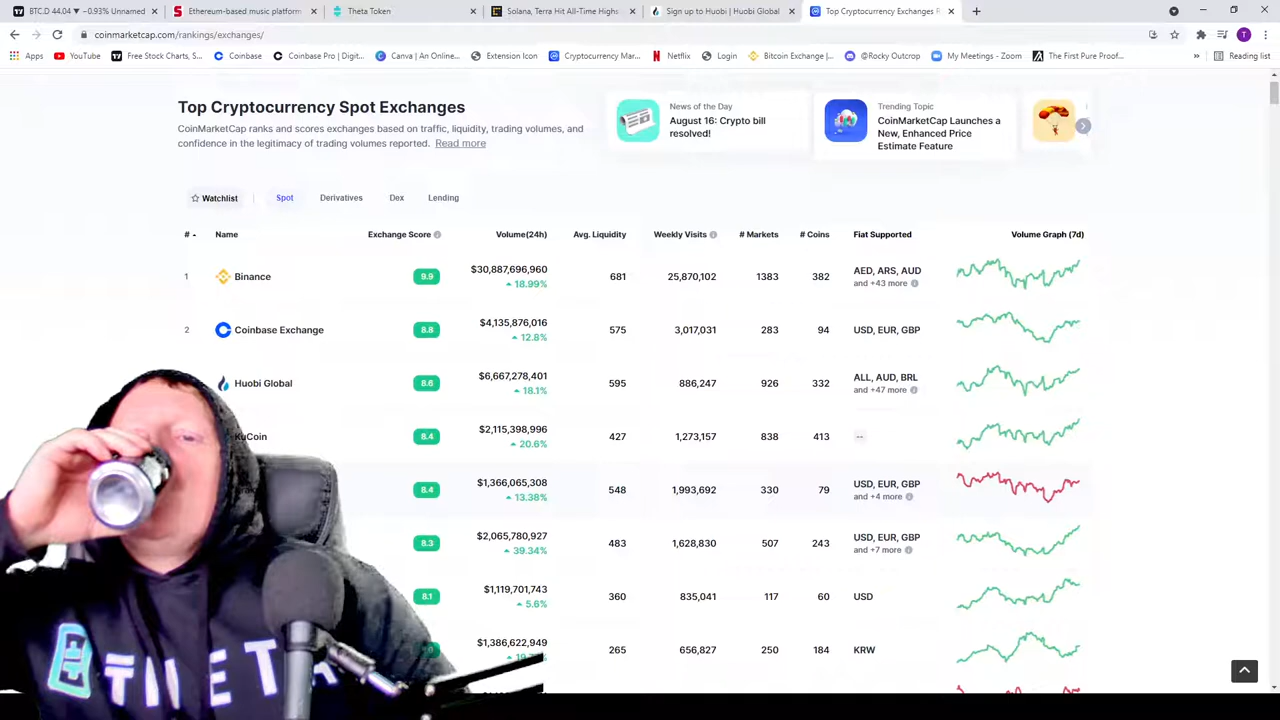 BTC.D 44.04 ▼ -0.93% Unnamed
Ethereum-based music platform
Theta Token
Solana, Terra Hit All-Time Highs
Sign up to Huobi | Huobi Global
Top Cryptocurrency Exchanges R
coinmarketcap.com/rankings/exchanges/
T
Apps
YouTube
Free Stock Charts, S...
Coinbase
Coinbase Pro | Digit...
Canva | An Online...
Extension Icon
Cryptocurrency Mar...
Netflix
Login
Bitcoin Exchange |...
@Rocky Outcrop
My Meetings - Zoom
The First Pure Proof...
»
Reading list
Top Cryptocurrency Spot Exchanges
CoinMarketCap ranks and scores exchanges based on traffic, liquidity, trading volumes, and
confidence in the legitimacy of trading volumes reported. Read more
News of the Day
August 16: Crypto bill
resolved!
Trending Topic
CoinMarketCap Launches a
New, Enhanced Price
Estimate Feature
Watchlist
Spot
Derivatives
Dex
Lending
# Name Exchange Score Volume(24h) Avg. Liquidity Weekly Visits # Markets # Coins Fiat Supported Volume Graph (7d)
1 Binance 9.9 $30,887,696,960 681 25,870,102 1383 382 AED, ARS, AUD
18.99% and +43 more
2 Coinbase Exchange 8.8 $4,135,876,016 575 3,017,031 283 94 USD, EUR, GBP
12.8%
Huobi Global 8.6 $6,667,278,401 595 886,247 926 332 ALL, AUD, BRL
18.1% and +47 more
KuCoin 8.4 $2,115,398,996 427 1,273,157 838 413 --
20.6%
8.4 $1,366,065,308 548 1,993,692 330 79 USD, EUR, GBP
13.38% and +4 more
8.3 $2,065,780,927 483 1,628,830 507 243 USD, EUR, GBP
39.34% and +7 more
8.1 $1,119,701,743 360 835,041 117 60 USD
5.6%
$1,386,622,949 265 656,827 250 184 KRW
THET